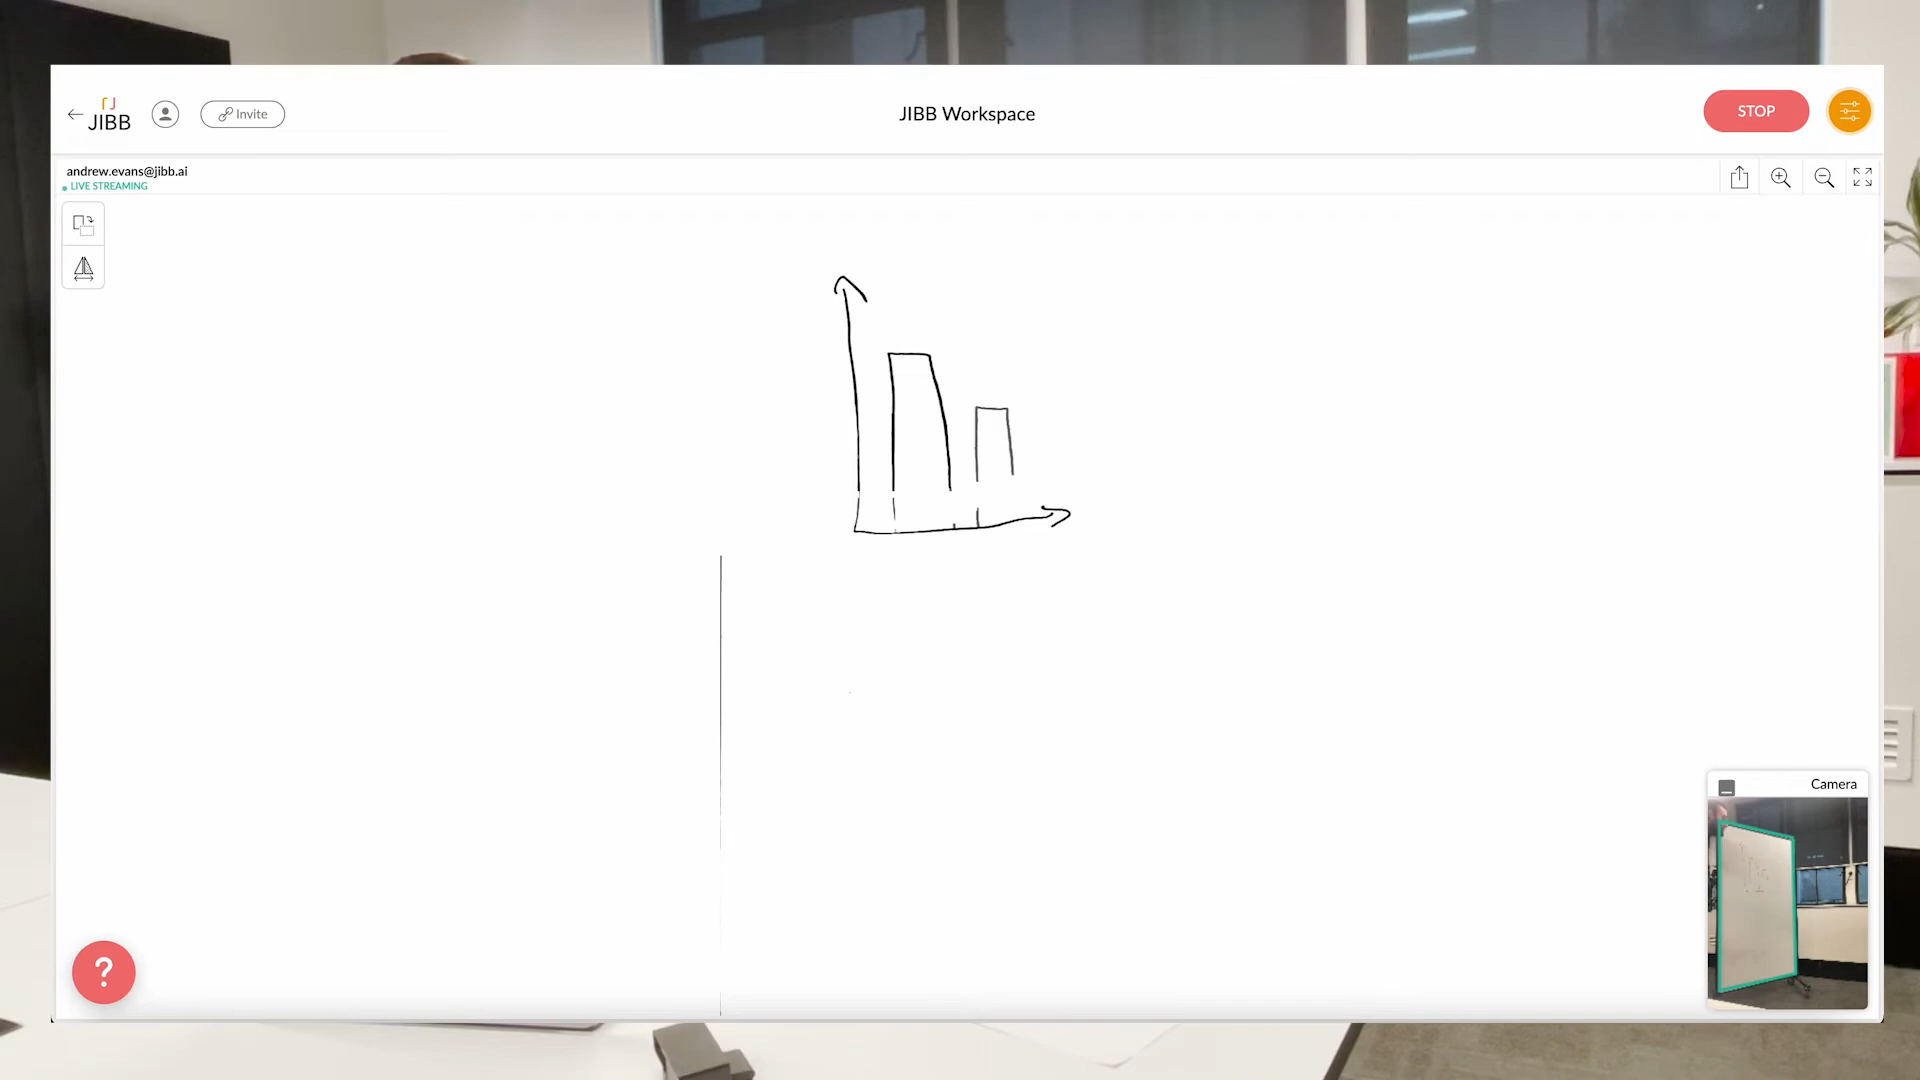 JIBB
Invite
JIBB Workspace
STOP
andrew.evans@jibb.ai
LIVE STREAMING
Camera
?